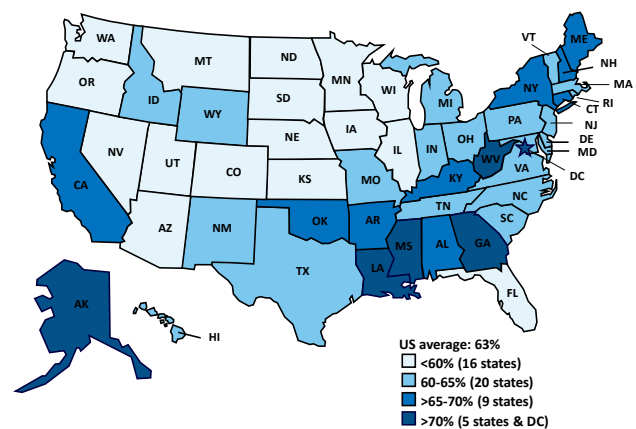 WA
MT
ND
MN
VT
ME
NH
OR
ID
WY
SD
WI
MI
NY
MA
RI
CT
NJ
NV
UT
CO
NE
IA
IL
IN
OH
PA
DE
MD
DC
CA
KS
MO
KY
WV
VA
NC
AZ
NM
OK
AR
TN
SC
TX
LA
MS
AL
GA
FL
AK
HI
US average: 63%
<60% (16 states)
60-65% (20 states)
>65-70% (9 states)
>70% (5 states & DC)